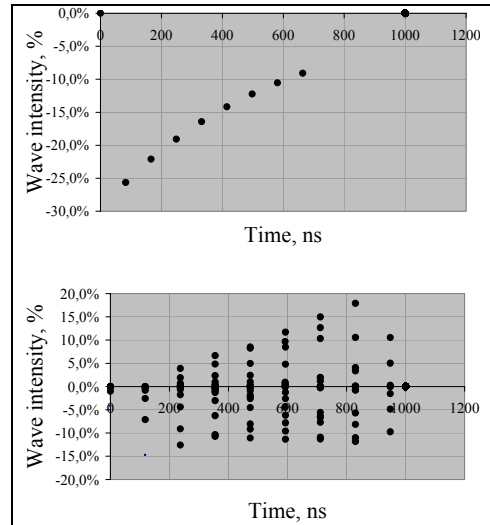 0,0%
0 200 400 600 800 1000 1200
-5,0%
-10,0%
-15,0%
-20,0%
-25,0%
-30,0%
Wave intensity, %
Time, ns
20,0%
15,0%
10,0%
5,0%
0,0%
0 200 400 600 800 1000 1200
-5,0%
-10,0%
-15,0%
-20,0%
Wave intensity, %
Time, ns